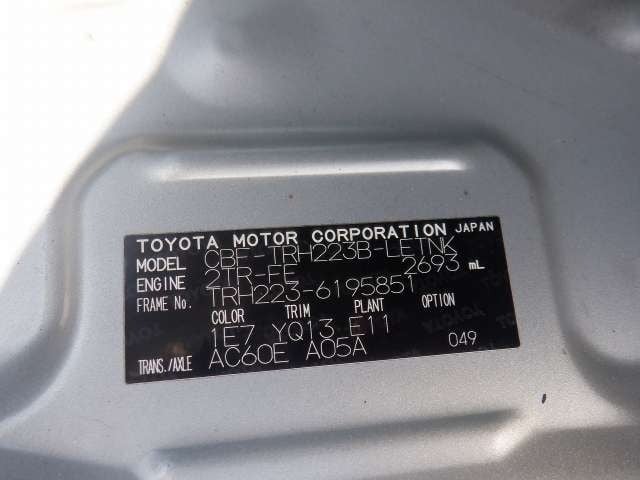 TOYOTA MOTOR CORPORATION JAPAN
MODEL CBF-TRH223B-LETNK
ENGINE 2TR-FE 2693 mL
FRAME No. TRH223-6195851
COLOR TRIM PLANT OPTION
1E7 YQ13 E11
TRANS./AXLE AC60E A05A 049